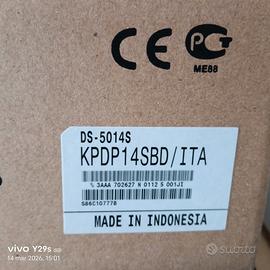 CE PCT
ME88
DS-5014S
KPDP14SBD/ITA
% 3AAA 702627 N 0112 S 001JI
S86C107778
MADE IN INDONESIA
vivo Y29s
14 mar 2026, 15:01
subito